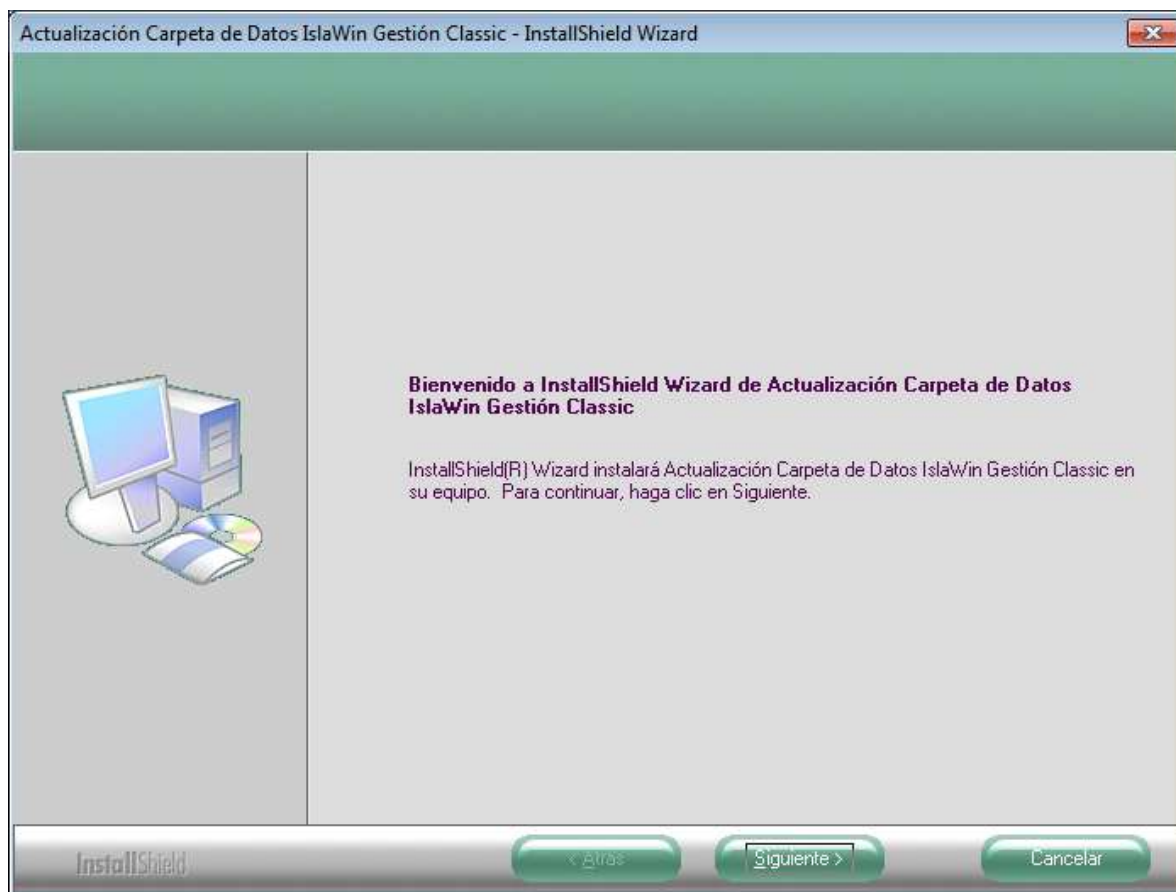 Actualización Carpeta de Datos IslaWin Gestión Classic - InstallShield Wizard
Bienvenido a InstallShield Wizard de Actualización Carpeta de Datos
IslaWin Gestión Classic
InstallShield(R) Wizard instalará Actualización Carpeta de Datos IslaWin Gestión Classic en
su equipo. Para continuar, haga clic en Siguiente.
InstallShield
< Atrás
Siguiente >
Cancelar